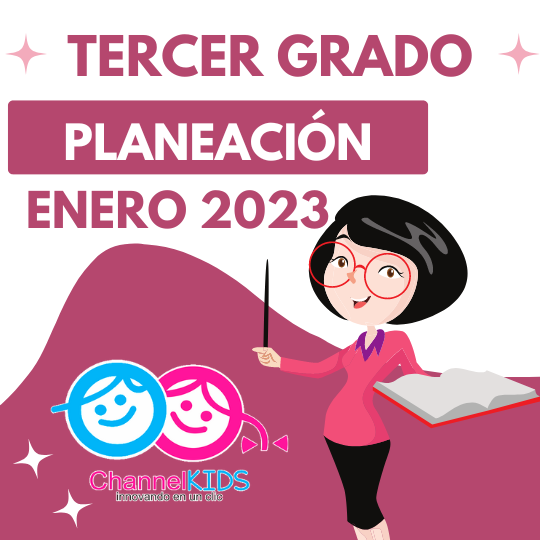 TERCER GRADO
PLANEACIÓN
ENERO 2023
ChannelKIDS
innovando en un clic